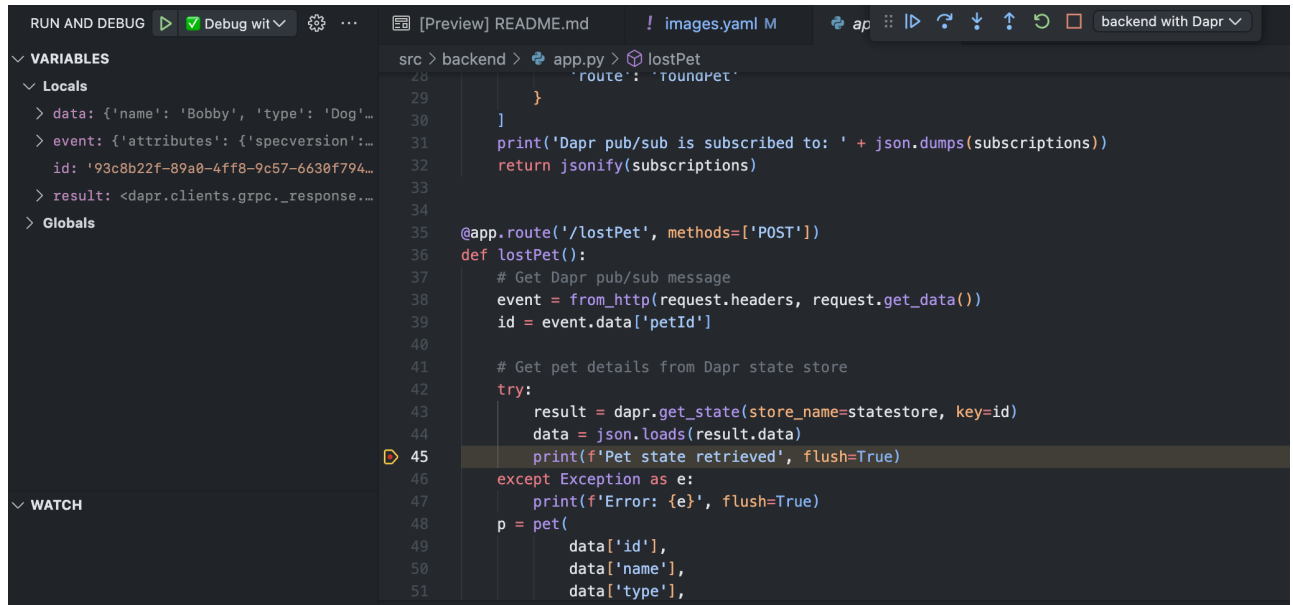 RUN AND DEBUG Debug wit ···
[Preview] README.md ! images.yaml M ap backend with Dapr
VARIABLES
Locals
data: {'name': 'Bobby', 'type': 'Dog'…
event: {'attributes': {'specversion':…
id: '93c8b22f-89a0-4ff8-9c57-6630f794…
result: <dapr.clients.grpc._response.…
Globals
WATCH
src > backend > app.py > lostPet
28 'route': 'foundPet'
29 }
30 ]
31 print('Dapr pub/sub is subscribed to: ' + json.dumps(subscriptions))
32 return jsonify(subscriptions)
33
34
35 @app.route('/lostPet', methods=['POST'])
36 def lostPet():
37 # Get Dapr pub/sub message
38 event = from_http(request.headers, request.get_data())
39 id = event.data['petId']
40
41 # Get pet details from Dapr state store
42 try:
43 result = dapr.get_state(store_name=statestore, key=id)
44 data = json.loads(result.data)
45 print(f'Pet state retrieved', flush=True)
46 except Exception as e:
47 print(f'Error: {e}', flush=True)
48 p = pet(
49 data['id'],
50 data['name'],
51 data['type'],